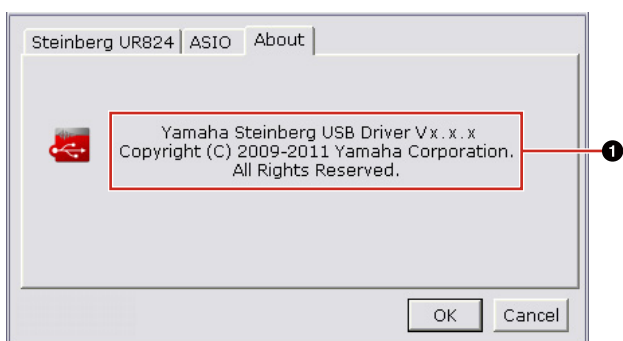 Steinberg UR824 ASIO About
Yamaha Steinberg USB Driver Vx.x.x
Copyright (C) 2009-2011 Yamaha Corporation.
All Rights Reserved.
1
OK Cancel